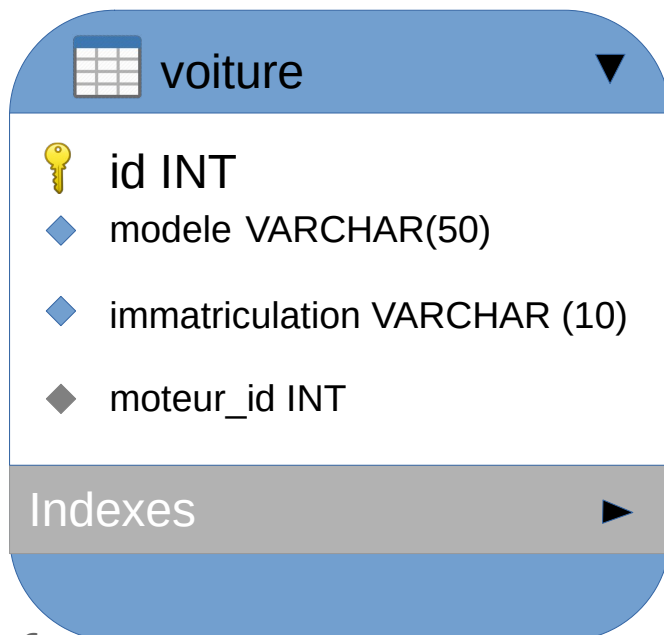 voiture
id INT
modele VARCHAR(50)
immatriculation VARCHAR (10)
moteur_id INT
Indexes